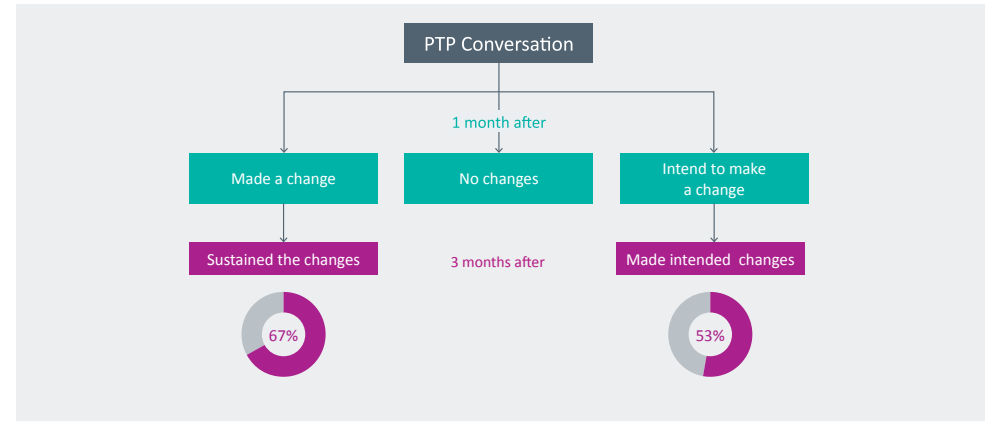 PTP Conversation
1 month after
Made a change
No changes
Intend to make
a change
Sustained the changes
3 months after
Made intended changes
67%
53%